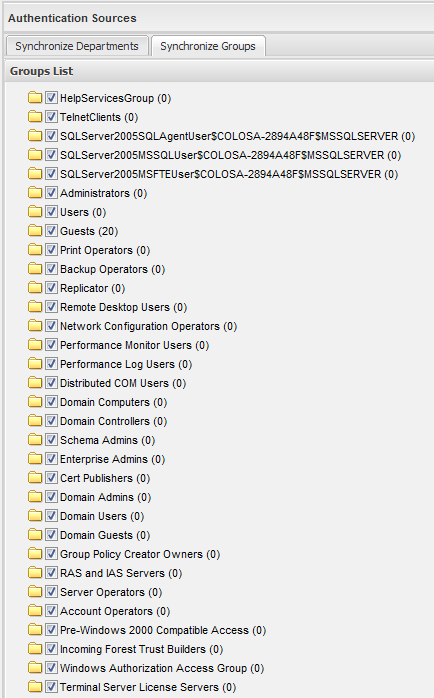 Authentication Sources
Synchronize Departments Synchronize Groups
Groups List
HelpServicesGroup (0)
TelnetClients (0)
SQLServer2005SQLAgentUser$COLOSA-2894A48F$MSSQLSERVER (0)
SQLServer2005MSSQLUser$COLOSA-2894A48F$MSSQLSERVER (0)
SQLServer2005MSFTEUser$COLOSA-2894A48F$MSSQLSERVER (0)
Administrators (0)
Users (0)
Guests (20)
Print Operators (0)
Backup Operators (0)
Replicator (0)
Remote Desktop Users (0)
Network Configuration Operators (0)
Performance Monitor Users (0)
Performance Log Users (0)
Distributed COM Users (0)
Domain Computers (0)
Domain Controllers (0)
Schema Admins (0)
Enterprise Admins (0)
Cert Publishers (0)
Domain Admins (0)
Domain Users (0)
Domain Guests (0)
Group Policy Creator Owners (0)
RAS and IAS Servers (0)
Server Operators (0)
Account Operators (0)
Pre-Windows 2000 Compatible Access (0)
Incoming Forest Trust Builders (0)
Windows Authorization Access Group (0)
Terminal Server License Servers (0)